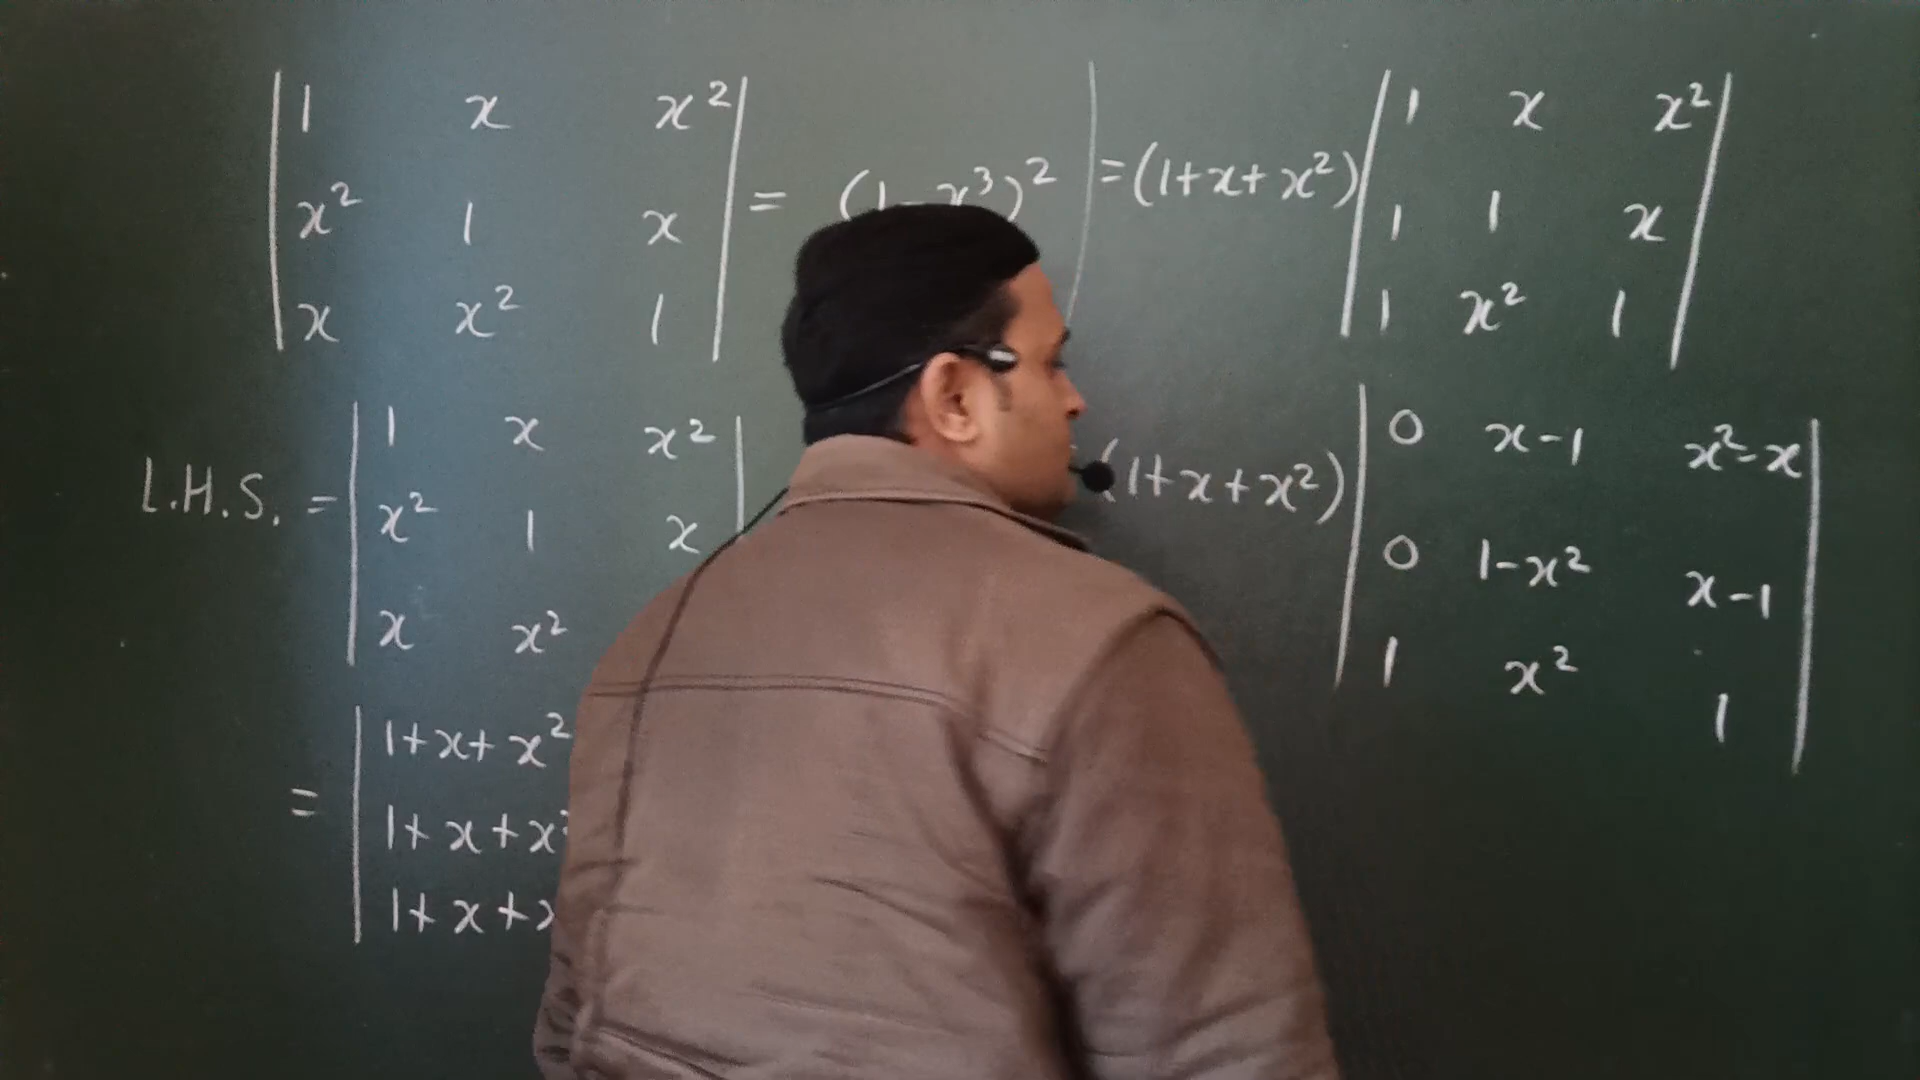 | 1 x x² |
| x² 1 x | = (1-x³)²
| x x² 1 |
L.H.S. = | 1 x x² |
| x² 1 x
| x x²
= | 1+x+x²
| 1+x+x²
| 1+x+
| 1 x x² |
= (1+x+x²) | 1 1 x |
| 1 x² 1 |
| 0 x-1 x²-x |
(1+x+x²) | 0 1-x² x-1 |
| 1 x² 1 |